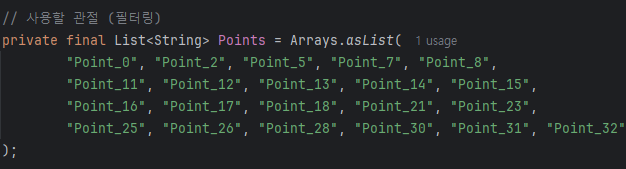 // 사용할 관절 (필터링)
private final List<String> Points = Arrays.asList( 1 usage
"Point_0", "Point_2", "Point_5", "Point_7", "Point_8",
"Point_11", "Point_12", "Point_13", "Point_14", "Point_15",
"Point_16", "Point_17", "Point_18", "Point_21", "Point_23",
"Point_25", "Point_26", "Point_28", "Point_30", "Point_31", "Point_32"
);